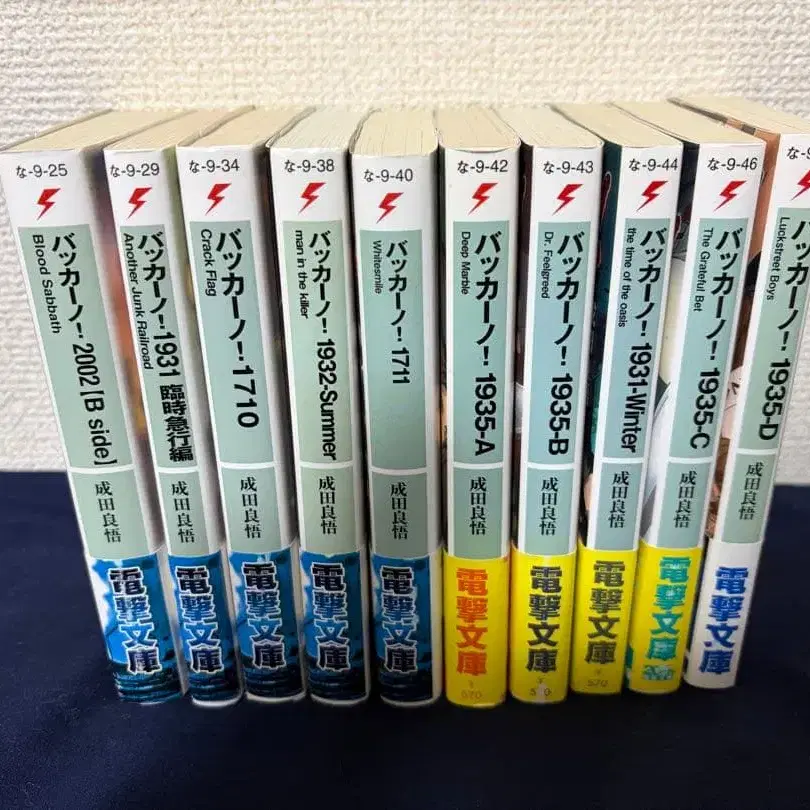 な-9-25
バッカーノ! 2002 [B side]
Blood Sabbath
成田良悟
電撃文庫
な-9-29
バッカーノ! 1931 臨時急行編
Another Junk Railroad
成田良悟
電撃文庫
な-9-34
バッカーノ! 1710
Crack Flag
成田良悟
電撃文庫
な-9-38
バッカーノ! 1932-Summer
man in the killer
成田良悟
電撃文庫
な-9-40
バッカーノ! 1711
Whitesmile
成田良悟
電撃文庫
な-9-42
バッカーノ! 1935-A
Deep Marble
成田良悟
電撃文庫
¥570
な-9-43
バッカーノ! 1935-B
Dr. Feelgreed
成田良悟
電撃文庫
な-9-44
バッカーノ! 1931-Winter
the time of the oasis
成田良悟
電撃文庫
¥570
な-9-46
バッカーノ! 1935-C
The Grateful Bet
成田良悟
電撃文庫
バッカーノ! 1935-D
Luckstreet Boys
成田良悟
電撃文庫